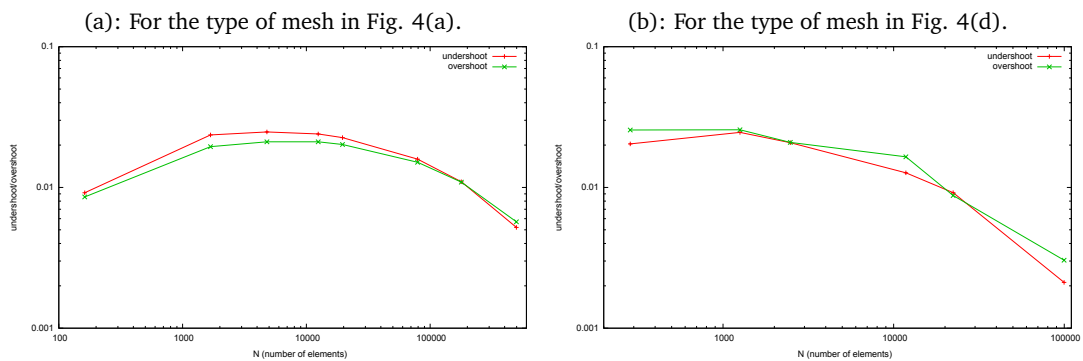 (a): For the type of mesh in Fig. 4(a).
0.1
0.01
0.001
undershoot/overshoot
undershoot
overshoot
100
1000
10000
100000
N (number of elements)
(b): For the type of mesh in Fig. 4(d).
0.1
0.01
0.001
undershoot/overshoot
undershoot
overshoot
1000
10000
100000
N (number of elements)